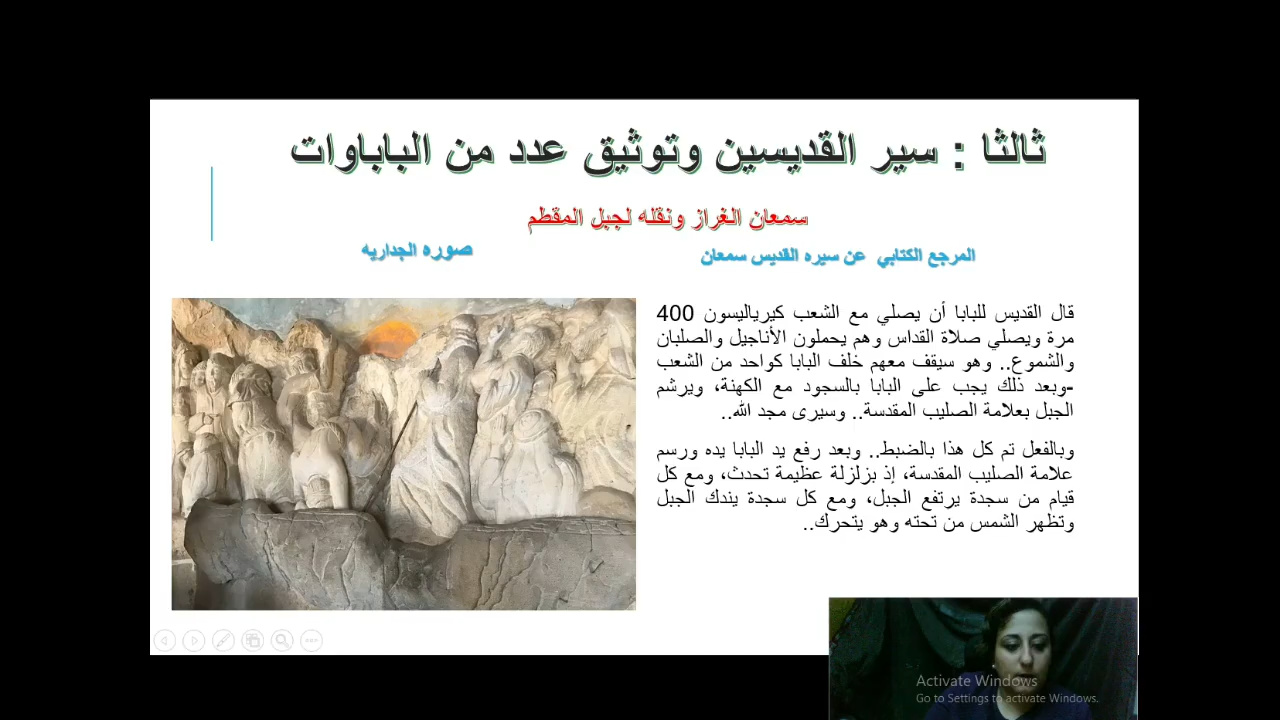 ثالثا : سير القديسين وتوثيق عدد من الباباوات
سمعان الغراز ونقله لجبل المقطم
المرجع الكتابي عن سيره القديس سمعان
صوره الجداريه
قال القديس للبابا أن يصلي مع الشعب كيرياليسون 400
مرة ويصلي صلاة القداس وهم يحملون الأناجيل والصلبان
والشموع.. وهو سيقف معهم خلف البابا كواحد من الشعب
-وبعد ذلك يجب على البابا بالسجود مع الكهنة، ويرشم
الجبل بعلامة الصليب المقدسة.. وسيرى مجد الله..
وبالفعل تم كل هذا بالضبط.. وبعد رفع يد البابا يده ورسم
علامة الصليب المقدسة، إذ بزلزلة عظيمة تحدث، ومع كل
قيام من سجدة يرتفع الجبل، ومع كل سجدة يندك الجبل
وتظهر الشمس من تحته وهو يتحرك..
Activate Windows
Go to Settings to activate Windows.